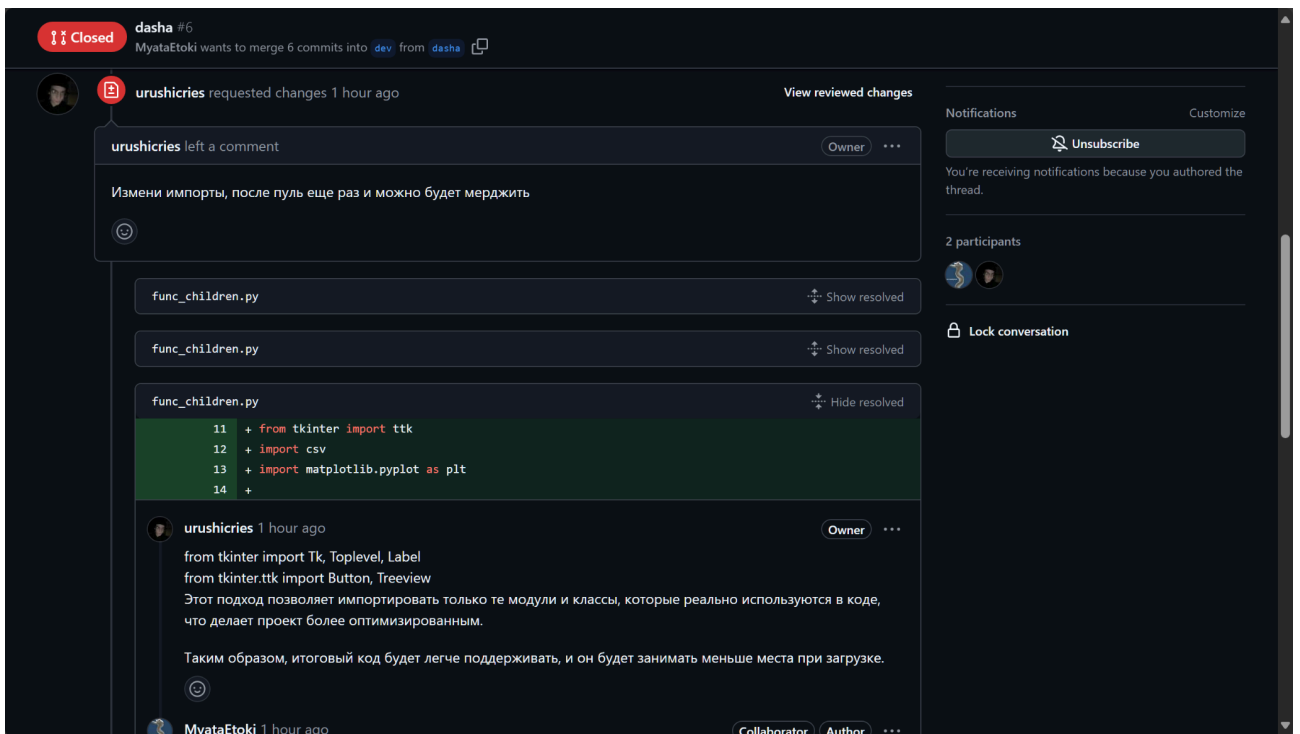 Closed
dasha #6
MyataEtoki wants to merge 6 commits into dev from dasha
urushicries requested changes 1 hour ago
View reviewed changes
urushicries left a comment
Owner
Измени импорты, после пуль еще раз и можно будет мерджить
func_children.py
Show resolved
func_children.py
Show resolved
func_children.py
Hide resolved
11 + from tkinter import ttk
12 + import csv
13 + import matplotlib.pyplot as plt
14 +
urushicries 1 hour ago
Owner
from tkinter import Tk, Toplevel, Label
from tkinter.ttk import Button, Treeview
Этот подход позволяет импортировать только те модули и классы, которые реально используются в коде,
что делает проект более оптимизированным.
Таким образом, итоговый код будет легче поддерживать, и он будет занимать меньше места при загрузке.
MyataEtoki 1 hour ago
Collaborator
Author
Notifications
Customize
Unsubscribe
You're receiving notifications because you authored the
thread.
2 participants
Lock conversation